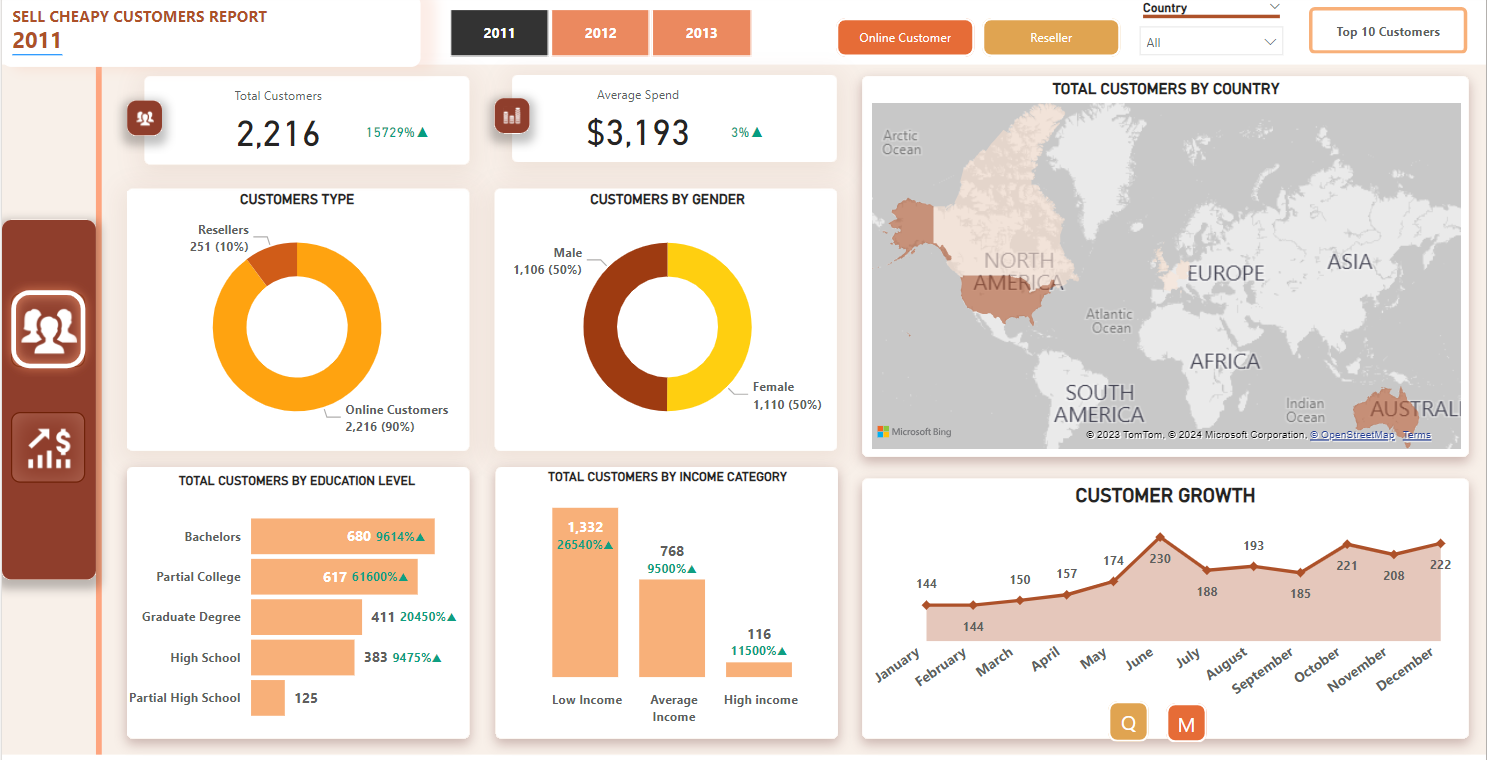 SELL CHEAPY CUSTOMERS REPORT
2011
2011
2012
2013
Online Customer
Reseller
Country
All
Top 10 Customers
Total Customers
2,216
15729%▲
Average Spend
$3,193
3%▲
CUSTOMERS TYPE
Resellers
251 (10%)
Online Customers
2,216 (90%)
CUSTOMERS BY GENDER
Male
1,106 (50%)
Female
1,110 (50%)
TOTAL CUSTOMERS BY COUNTRY
Arctic
Ocean
NORTH
AMERICA
EUROPE
ASIA
Atlantic
Ocean
AFRICA
SOUTH
AMERICA
Indian
Ocean
AUSTRALI
Microsoft Bing
© 2023 TomTom, © 2024 Microsoft Corporation, © OpenStreetMap Terms
TOTAL CUSTOMERS BY EDUCATION LEVEL
Bachelors 680 9614%▲
Partial College 617 61600%▲
Graduate Degree 411 20450%▲
High School 383 9475%▲
Partial High School 125
TOTAL CUSTOMERS BY INCOME CATEGORY
1,332
26540%▲
768
9500%▲
116
11500%▲
Low Income
Average
Income
High income
CUSTOMER GROWTH
144
144
150
157
174
230
188
193
185
221
208
222
January
February
March
April
May
June
July
August
September
October
November
December
Q
M